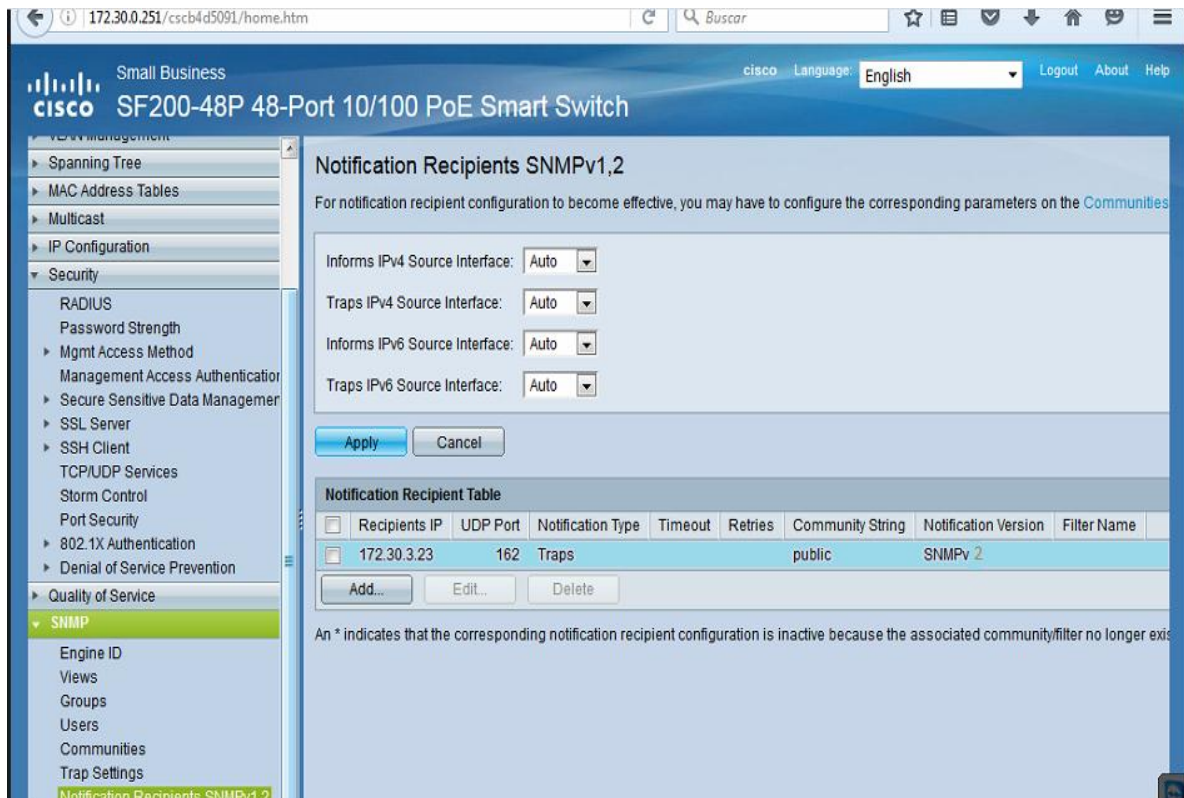 172.30.0.251/cscb4d5091/home.htm
Buscar
Small Business
cisco Language: English Logout About Help
CISCO SF200-48P 48-Port 10/100 PoE Smart Switch
VLAN Management
Spanning Tree
MAC Address Tables
Multicast
IP Configuration
Security
RADIUS
Password Strength
Mgmt Access Method
Management Access Authentication
Secure Sensitive Data Managemen
SSL Server
SSH Client
TCP/UDP Services
Storm Control
Port Security
802.1X Authentication
Denial of Service Prevention
Quality of Service
SNMP
Engine ID
Views
Groups
Users
Communities
Trap Settings
Notification Recipients SNMPv1,2
Notification Recipients SNMPv1,2
For notification recipient configuration to become effective, you may have to configure the corresponding parameters on the Communities
Informs IPv4 Source Interface: Auto
Traps IPv4 Source Interface: Auto
Informs IPv6 Source Interface: Auto
Traps IPv6 Source Interface: Auto
Apply Cancel
Notification Recipient Table
Recipients IP UDP Port Notification Type Timeout Retries Community String Notification Version Filter Name
172.30.3.23 162 Traps public SNMPv 2
Add... Edit... Delete
An * indicates that the corresponding notification recipient configuration is inactive because the associated community/filter no longer exis